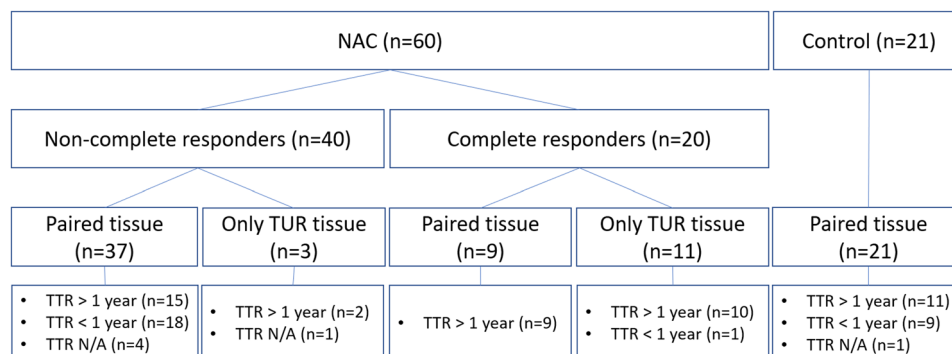 NAC (n=60)
Control (n=21)
Non-complete responders (n=40)
Complete responders (n=20)
Paired tissue
(n=37)
Only TUR tissue
(n=3)
Paired tissue
(n=9)
Only TUR tissue
(n=11)
Paired tissue
(n=21)
• TTR > 1 year (n=15)
• TTR < 1 year (n=18)
• TTR N/A (n=4)
• TTR > 1 year (n=2)
• TTR N/A (n=1)
• TTR > 1 year (n=9)
• TTR > 1 year (n=10)
• TTR < 1 year (n=1)
• TTR > 1 year (n=11)
• TTR < 1 year (n=9)
• TTR N/A (n=1)